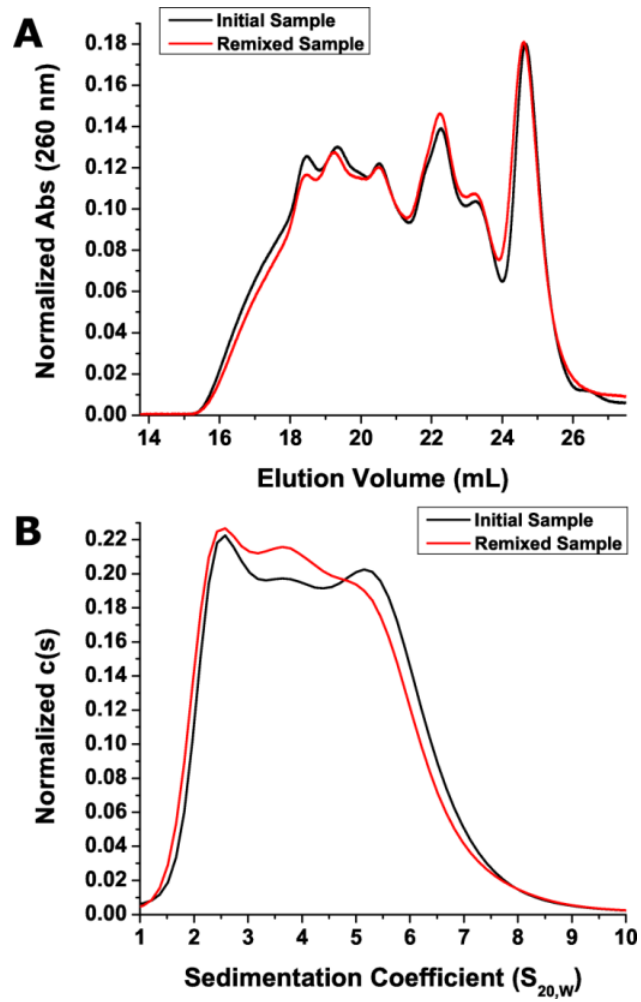 A
Initial Sample
Remixed Sample
Normalized Abs (260 nm)
0.18
0.16
0.14
0.12
0.10
0.08
0.06
0.04
0.02
0.00
14 16 18 20 22 24 26
Elution Volume (mL)
B
Initial Sample
Remixed Sample
Normalized c(s)
0.22
0.20
0.18
0.16
0.14
0.12
0.10
0.08
0.06
0.04
0.02
0.00
1 2 3 4 5 6 7 8 9 10
Sedimentation Coefficient (S20,W)